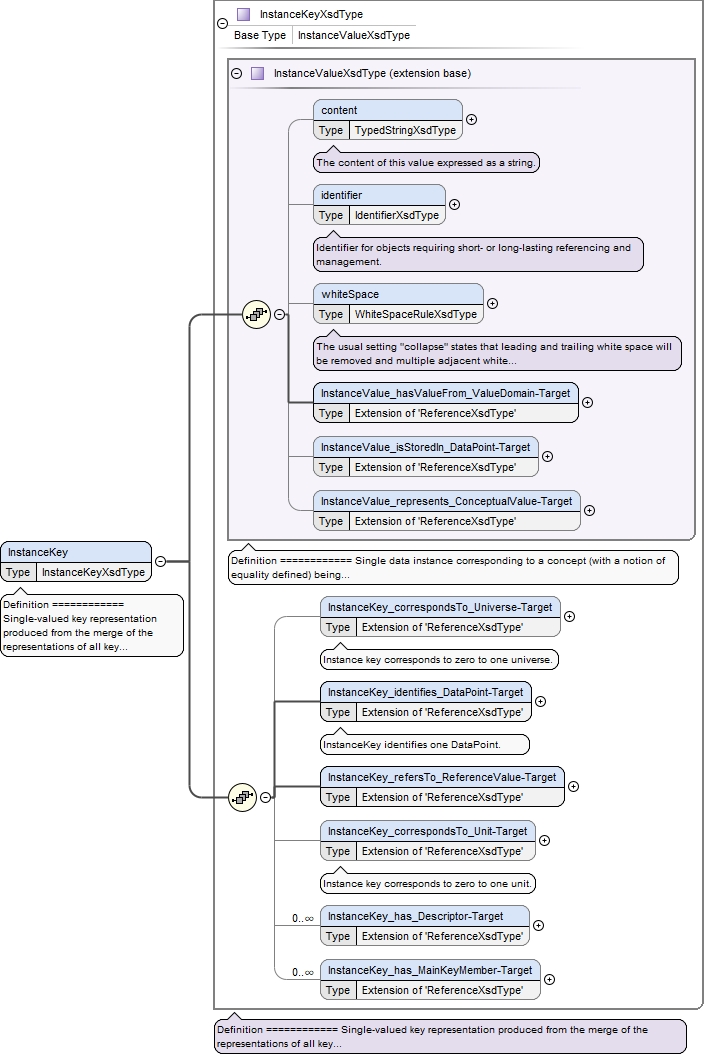 InstanceKeyXsdType
Base Type InstanceValueXsdType
InstanceValueXsdType (extension base)
content
Type TypedStringXsdType
The content of this value expressed as a string.
identifier
Type IdentifierXsdType
Identifier for objects requiring short- or long-lasting referencing and
management.
whiteSpace
Type WhiteSpaceRuleXsdType
The usual setting "collapse" states that leading and trailing white space will
be removed and multiple adjacent white...
InstanceValue_hasValueFrom_ValueDomain-Target
Type Extension of 'ReferenceXsdType'
InstanceValue_isStoredIn_DataPoint-Target
Type Extension of 'ReferenceXsdType'
InstanceValue_represents_ConceptualValue-Target
Type Extension of 'ReferenceXsdType'
Definition ============ Single data instance corresponding to a concept (with a notion of
equality defined) being...
InstanceKey
Type InstanceKeyXsdType
Definition ============
Single-valued key representation
produced from the merge of the
representations of all key...
InstanceKey_correspondsTo_Universe-Target
Type Extension of 'ReferenceXsdType'
Instance key corresponds to zero to one universe.
InstanceKey_identifies_DataPoint-Target
Type Extension of 'ReferenceXsdType'
InstanceKey identifies one DataPoint.
InstanceKey_refersTo_ReferenceValue-Target
Type Extension of 'ReferenceXsdType'
InstanceKey_correspondsTo_Unit-Target
Type Extension of 'ReferenceXsdType'
Instance key corresponds to zero to one unit.
0..∞ InstanceKey_has_Descriptor-Target
Type Extension of 'ReferenceXsdType'
0..∞ InstanceKey_has_MainKeyMember-Target
Type Extension of 'ReferenceXsdType'
Definition ============ Single-valued key representation produced from the merge of the
representations of all key...